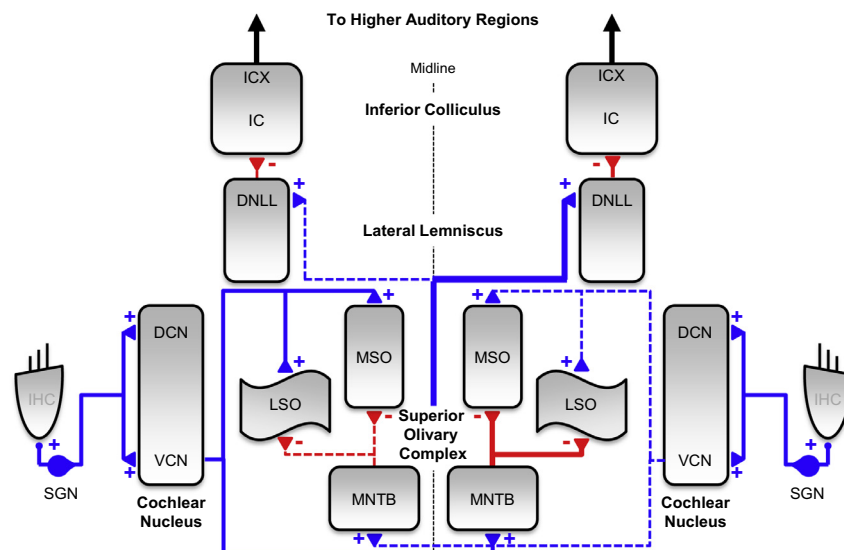 To Higher Auditory Regions
ICX
Midline
ICX
IC
Inferior Colliculus
IC
-
-
+
+
DNLL
DNLL
Lateral Lemniscus
+
+
+
+
DCN
DCN
MSO
MSO
+
+
IHC
LSO
LSO
IHC
-
-
Superior
Olivary
Complex
-
-
+
+
VCN
VCN
+
+
SGN
MNTB
MNTB
SGN
Cochlear
Nucleus
Cochlear
Nucleus
+
+